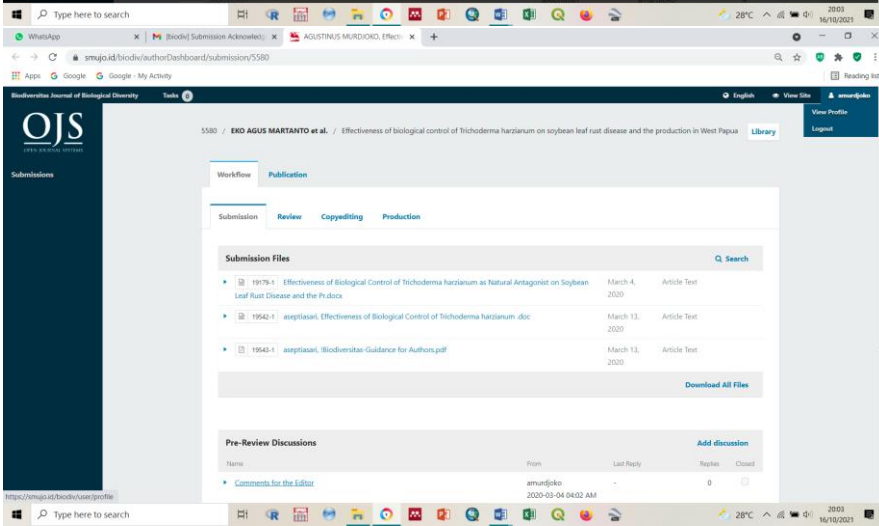 Type here to search
28°C
20:03
16/10/2021
WhatsApp
[biodiv] Submission Acknowledg
AGUSTINUS MURDJOKO, Effectiv
smujo.id/biodiv/authorDashboard/submission/5580
Apps Google Google - My Activity
Reading list
Biodiversitas Journal of Biological Diversity Tasks 0
English View Site amurdjoko
View Profile
Logout
OJS
OPEN JOURNAL SYSTEMS
Submissions
5580 / EKO AGUS MARTANTO et al. / Effectiveness of biological control of Trichoderma harzianum on soybean leaf rust disease and the production in West Papua
Library
Workflow Publication
Submission Review Copyediting Production
Submission Files Search
19179-1 Effectiveness of Biological Control of Trichoderma harzianum as Natural Antagonist on Soybean March 4, Article Text
Leaf Rust Disease and the Pr.docx 2020
19542-1 aseptiasari, Effectiveness of Biological Control of Trichoderma harzianum .doc March 13, Article Text
2020
19543-1 aseptiasari, !Biodiversitas-Guidance for Authors.pdf March 13, Article Text
2020
Download All Files
Pre-Review Discussions Add discussion
Name From Last Reply Replies Closed
Comments for the Editor amurdjoko - 0
2020-03-04 04:02 AM
https://smujo.id/biodiv/user/profile
Type here to search
28°C
20:03
16/10/2021